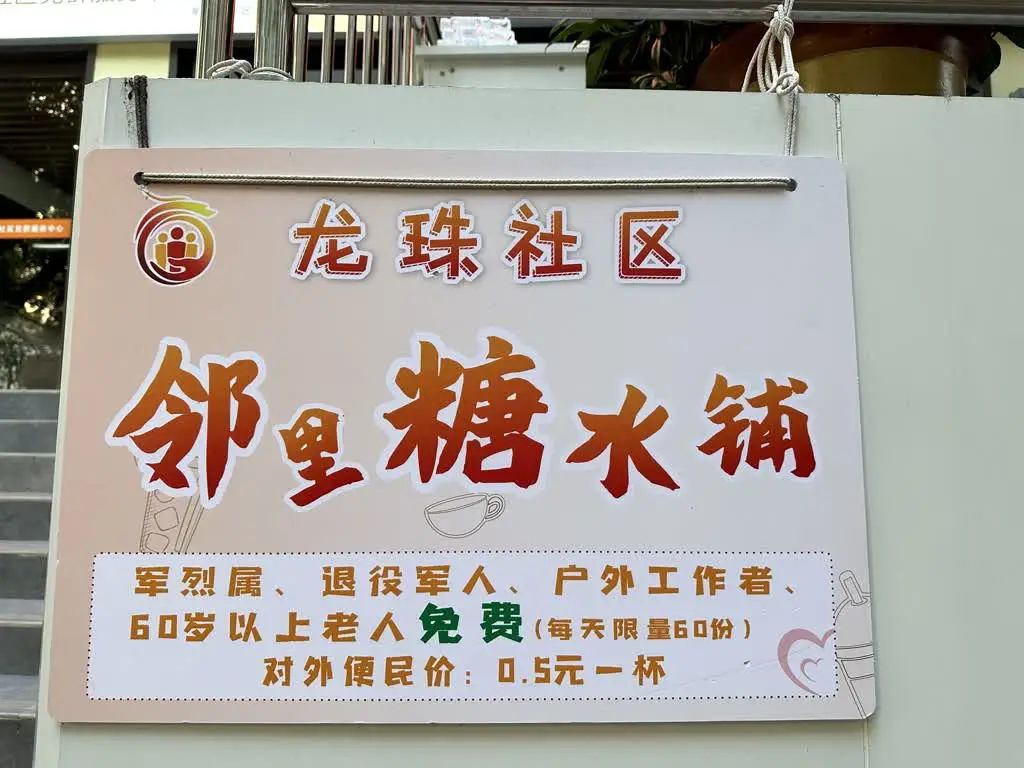 龙珠社区
邻里糖水铺
军烈属、退役军人、户外工作者、
60岁以上老人免费(每天限量60份)
对外便民价：0.5元一杯